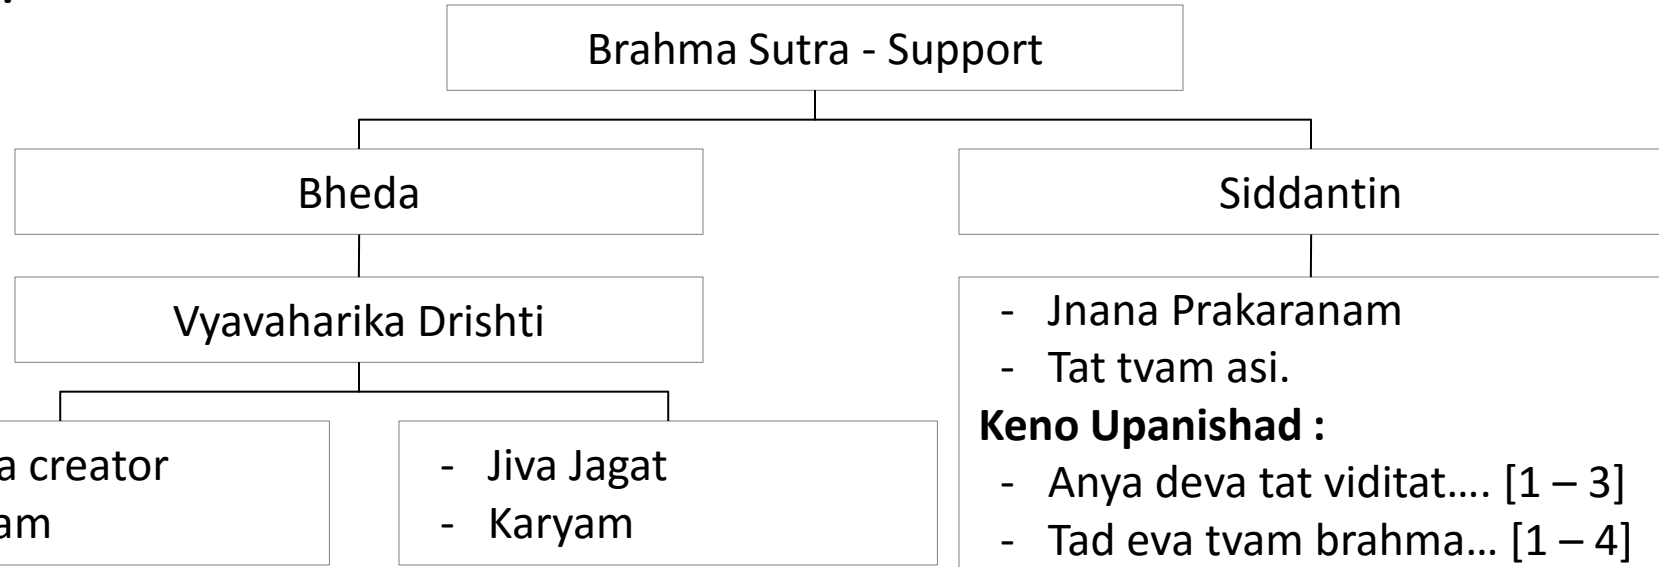 Brahma Sutra - Support
Bheda
Siddantin
Vyavaharika Drishti
a creator
am
- Jiva Jagat
- Karyam
- Jnana Prakaranam
- Tat tvam asi.
Keno Upanishad :
- Anya deva tat viditat.... [1 – 3]
- Tad eva tvam brahma... [1 – 4]